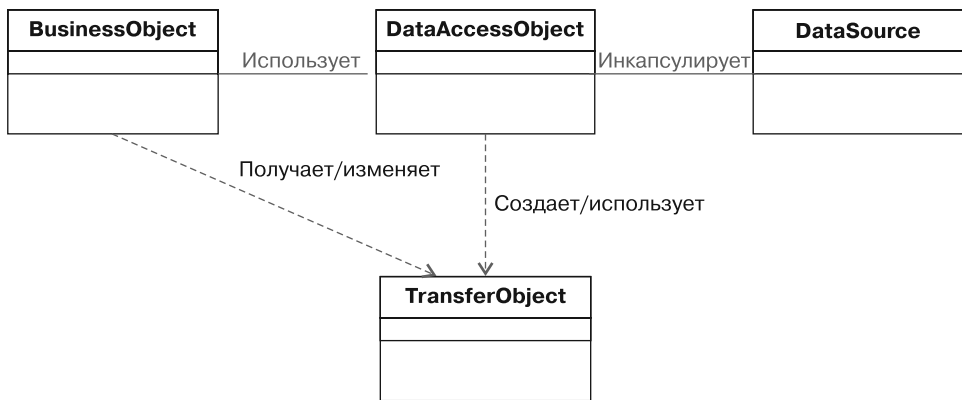 BusinessObject
DataAccessObject
DataSource
Использует
Инкапсулирует
Получает/изменяет
Создает/использует
TransferObject